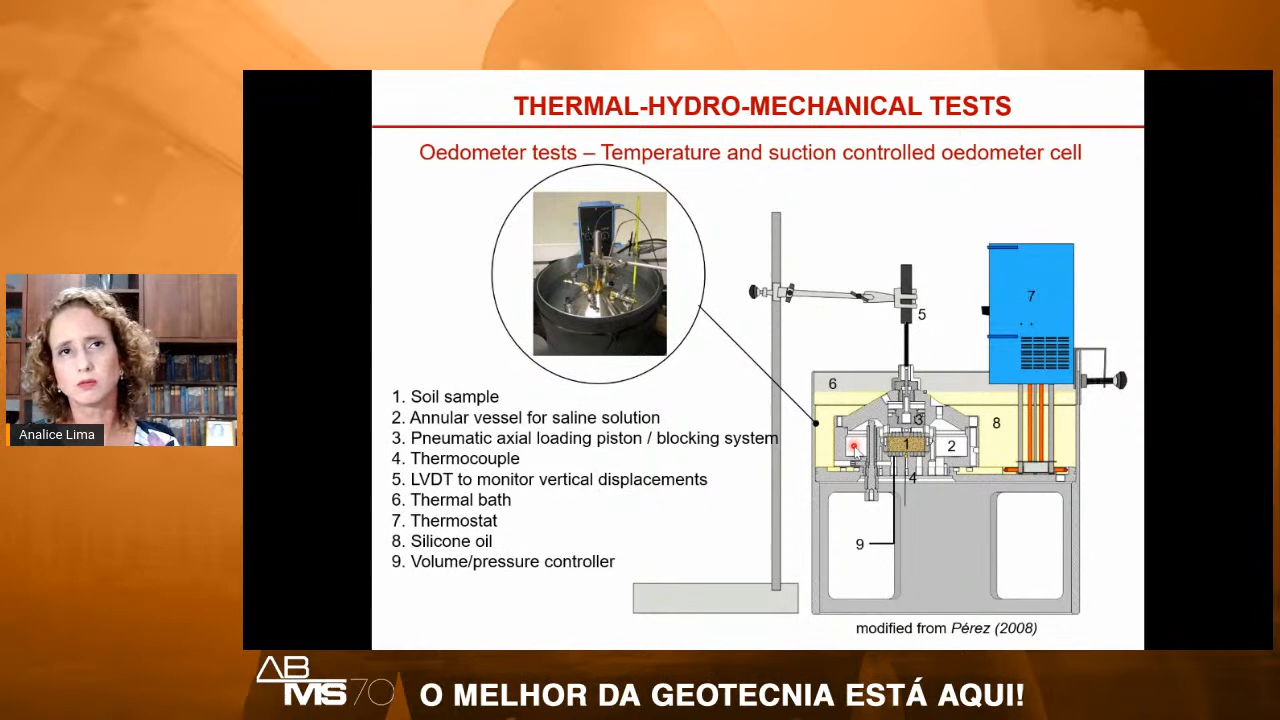 THERMAL-HYDRO-MECHANICAL TESTS
Oedometer tests – Temperature and suction controlled oedometer cell
7
5
6
3
8
1
2
4
9
1. Soil sample
2. Annular vessel for saline solution
3. Pneumatic axial loading piston / blocking system
4. Thermocouple
5. LVDT to monitor vertical displacements
6. Thermal bath
7. Thermostat
8. Silicone oil
9. Volume/pressure controller
modified from Pérez (2008)
Analice Lima
ABMS70 O MELHOR DA GEOTECNIA ESTÁ AQUI!